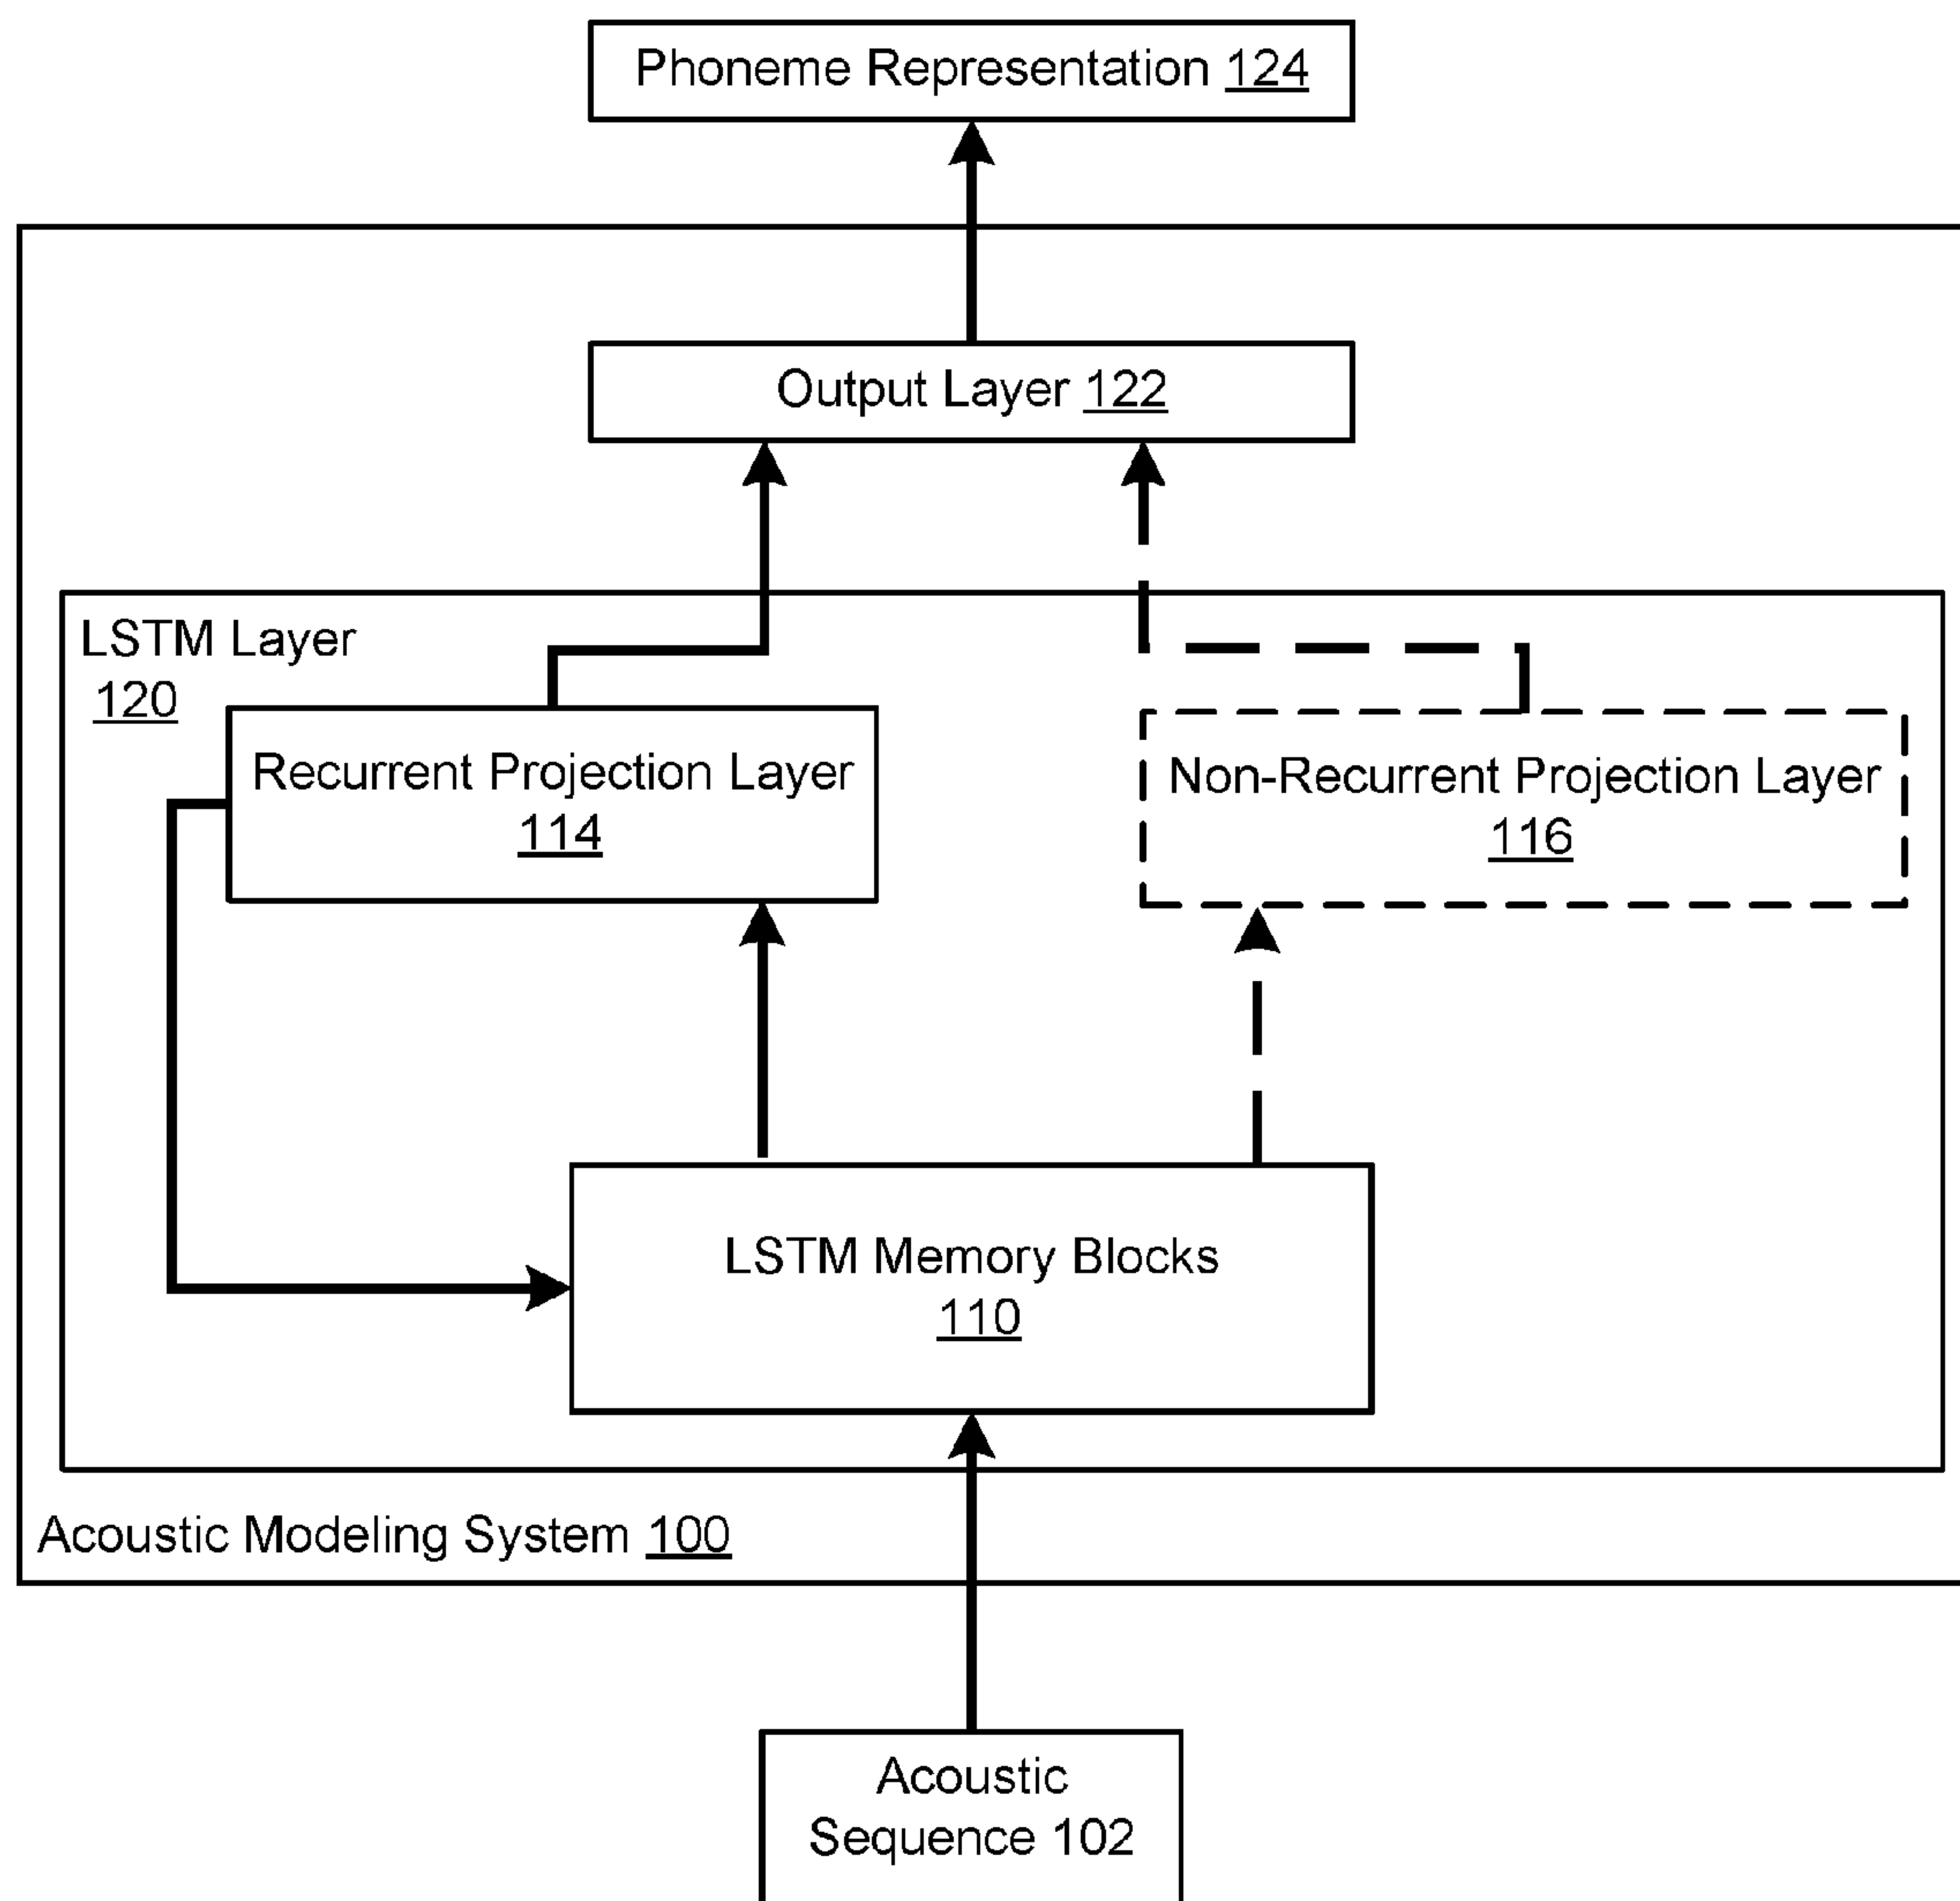 Phoneme Representation 124
Output Layer 122
LSTM Layer
120
Recurrent Projection Layer
114
Non-Recurrent Projection Layer
116
LSTM Memory Blocks
110
Acoustic Modeling System 100
Acoustic
Sequence 102